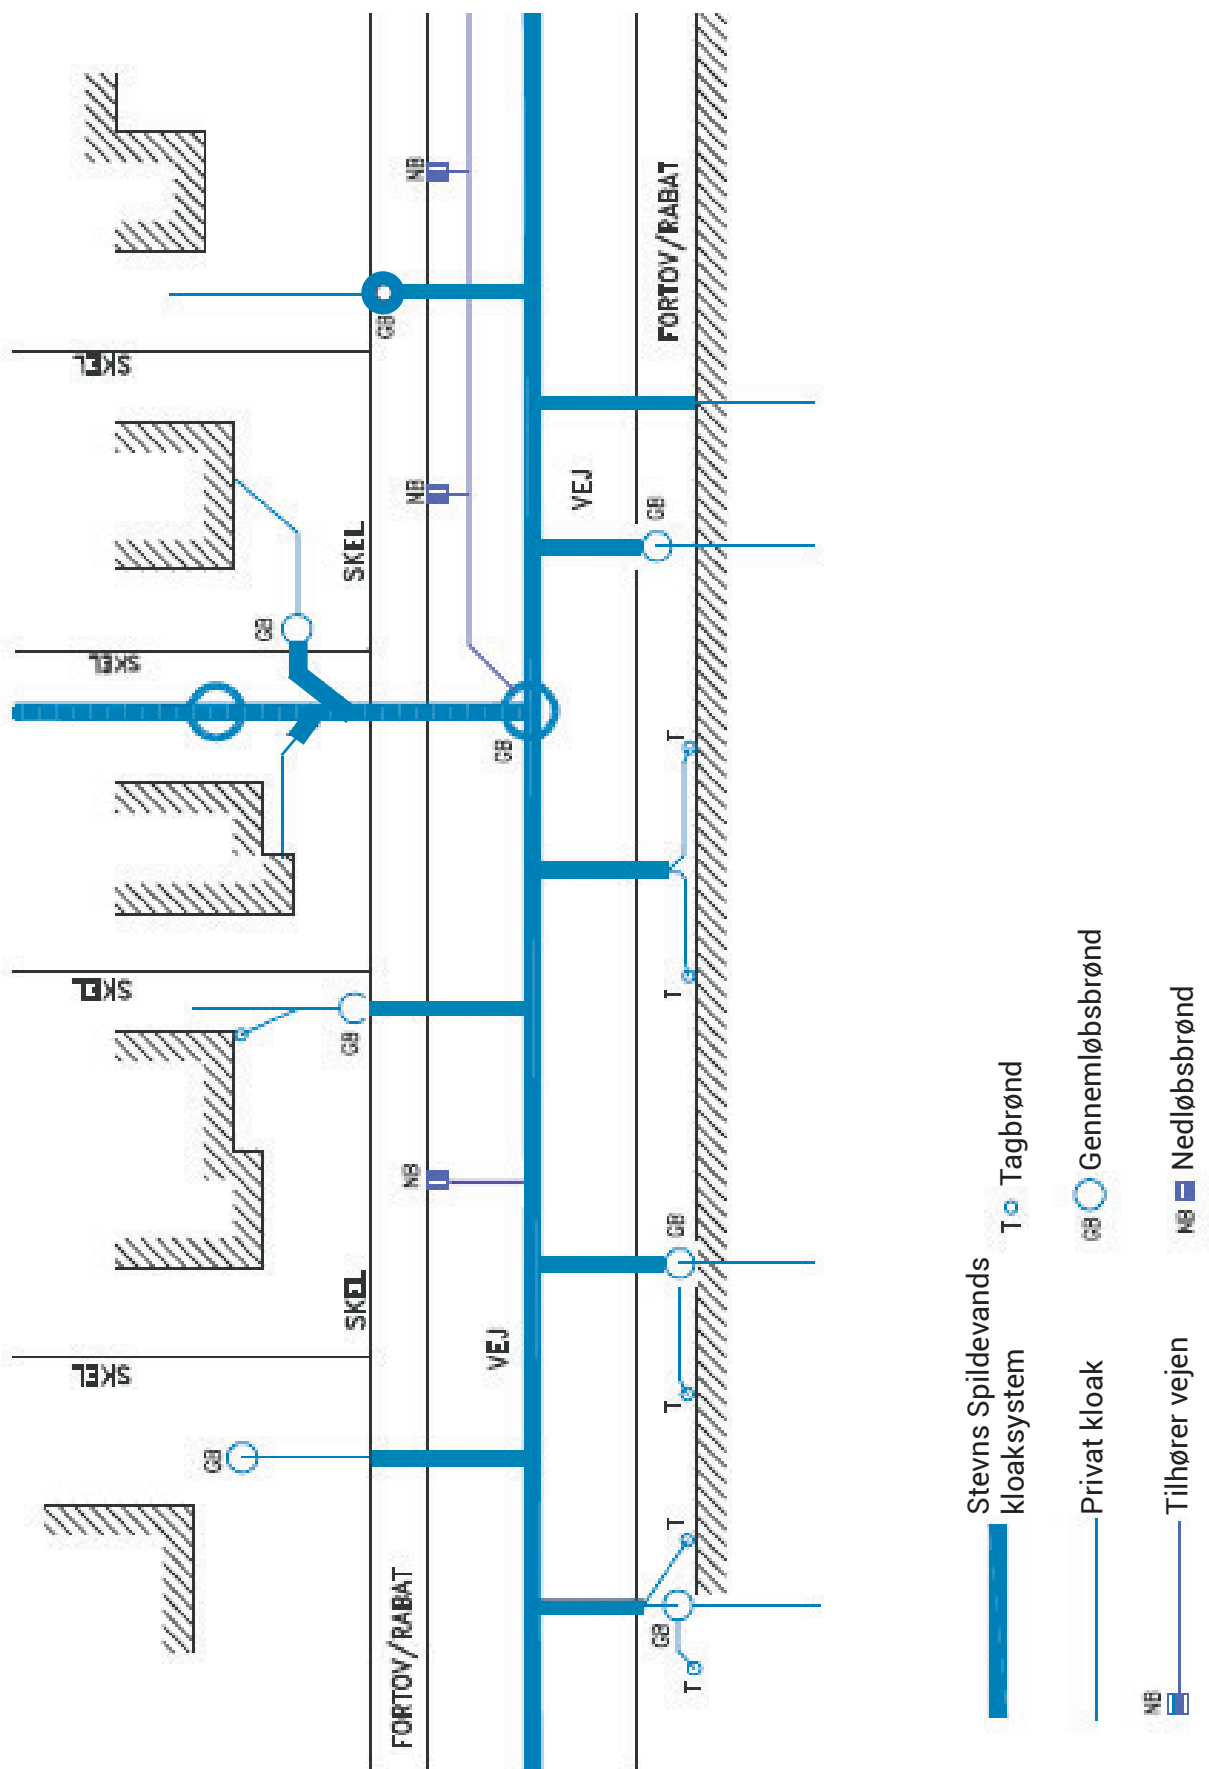 SKEL
SKEL
SKEL
SKEL
GB
GB
SKEL
GB
SKEL
GB
FORTOV/RABAT
NB
NB
NB
VEJ
GB
VEJ
GB
T
GB
T
T
GB
T
T
FORTOV/RABAT
Stevns Spildevands
kloaksystem
T Tagbrønd
Privat kloak
GB Gennemløbsbrønd
NB Tilhører vejen
NB Nedløbsbrønd